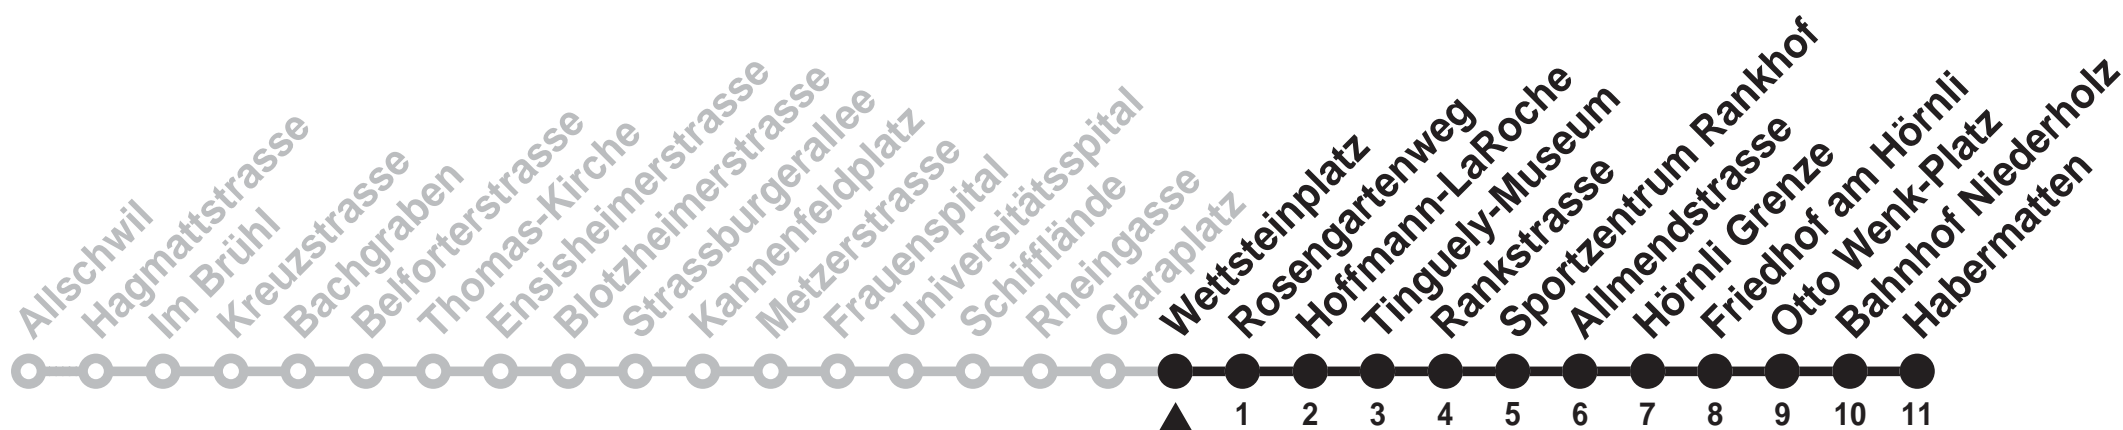 Allschwil
Hagmattstrasse
Im Brühl
Kreuzstrasse
Bachgraben
Belforterstrasse
Thomas-Kirche
Ensisheimerstrasse
Blotzheimerstrasse
Strassburgerallee
Kannenfeldplatz
Metzerstrasse
Frauenspital
Universitätsspital
Schifflände
Rheingasse
Claraplatz
Wettsteinplatz
Rosengartenweg
Hoffmann-LaRoche
Tinguely-Museum
Rankstrasse
Sportzentrum Rankhof
Allmendstrasse
Hörnli Grenze
Friedhof am Hörnli
Otto Wenk-Platz
Bahnhof Niederholz
Habermatten
1 2 3 4 5 6 7 8 9 10 11